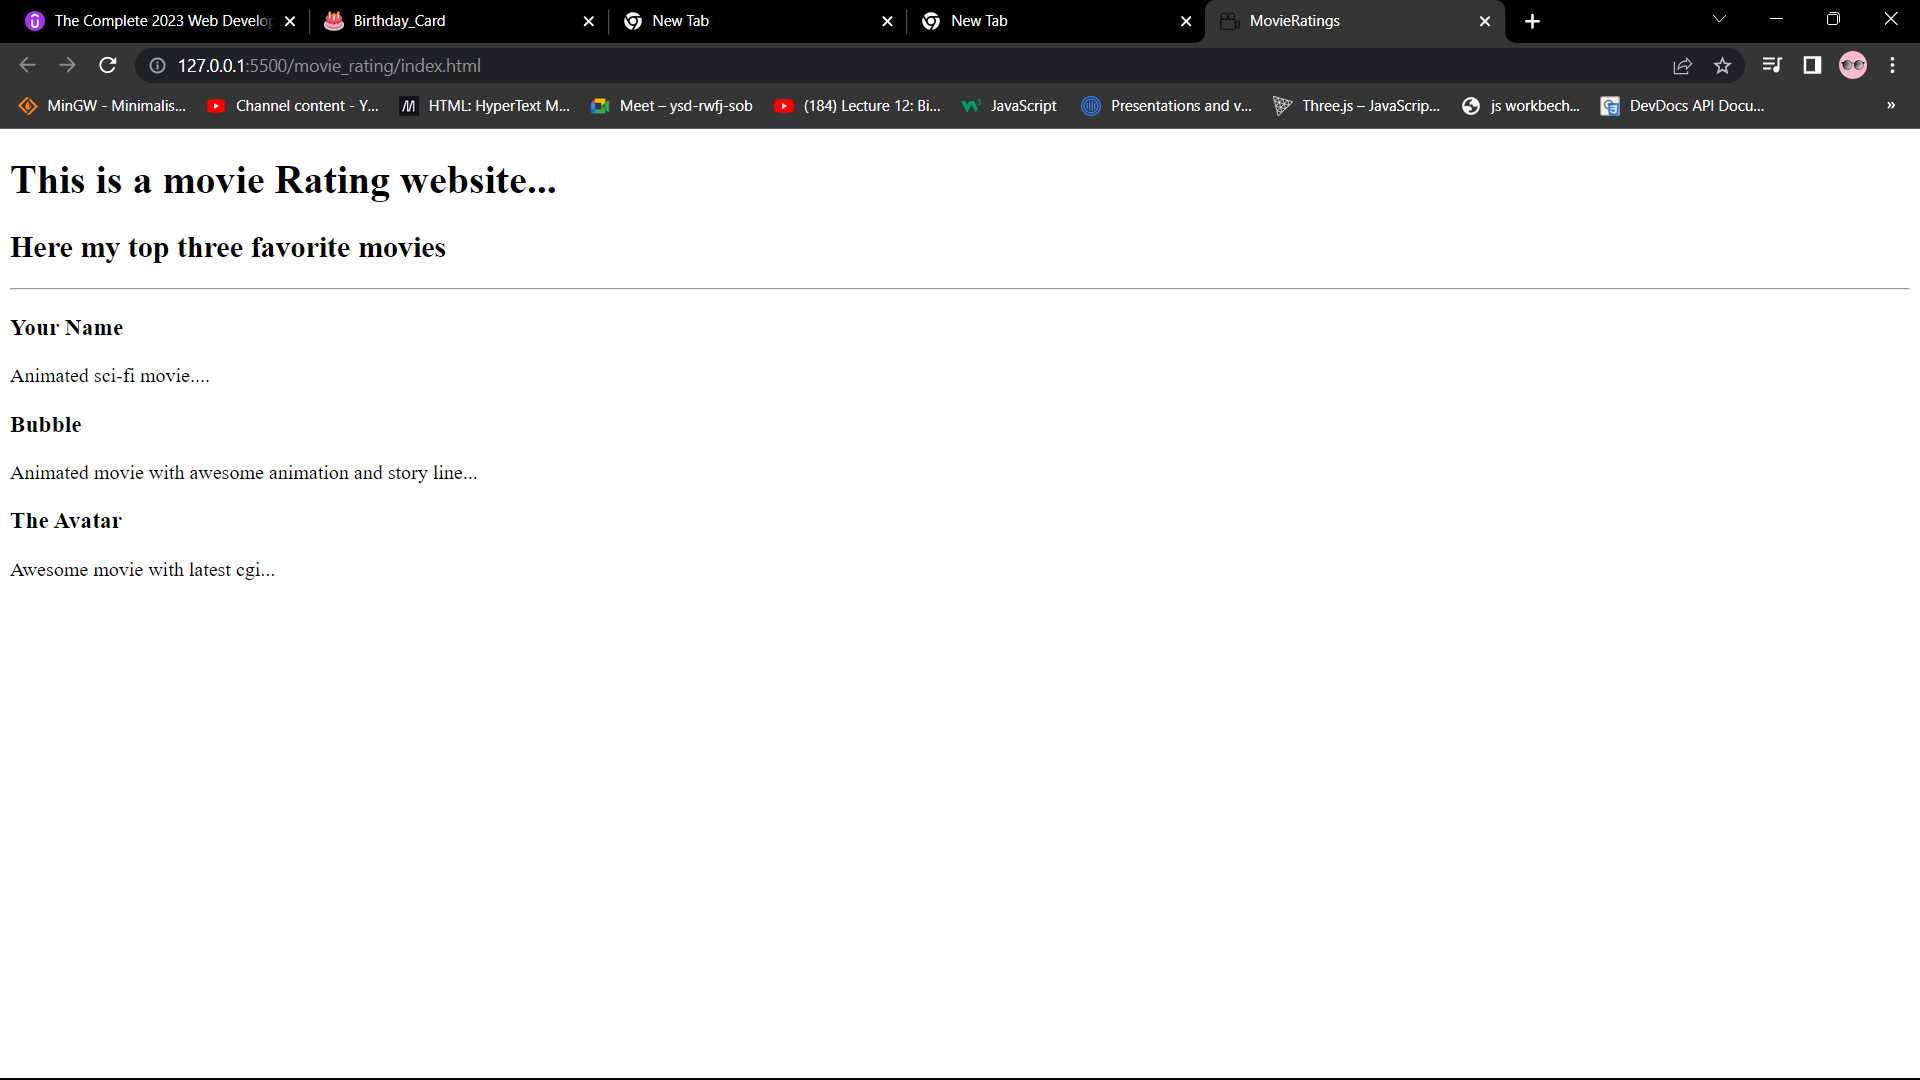 The Complete 2023 Web Develop
Birthday_Card
New Tab
New Tab
MovieRatings
127.0.0.1:5500/movie_rating/index.html
MinGW - Minimalis...
Channel content - Y...
HTML: HyperText M...
Meet – ysd-rwfj-sob
(184) Lecture 12: Bi...
JavaScript
Presentations and v...
Three.js – JavaScrip...
js workbech...
DevDocs API Docu...
»
This is a movie Rating website...
Here my top three favorite movies
Your Name
Animated sci-fi movie....
Bubble
Animated movie with awesome animation and story line...
The Avatar
Awesome movie with latest cgi...